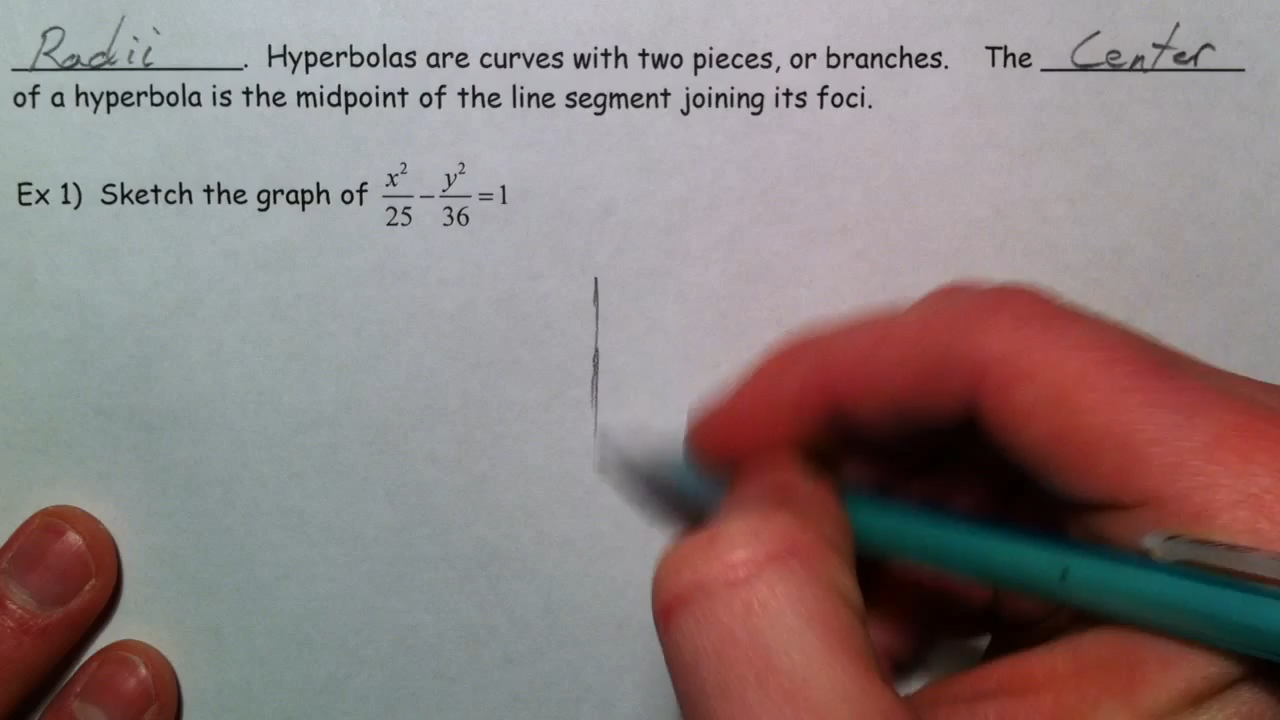 Radii. Hyperbolas are curves with two pieces, or branches. The Center
of a hyperbola is the midpoint of the line segment joining its foci.
Ex 1) Sketch the graph of x²/25 − y²/36 = 1